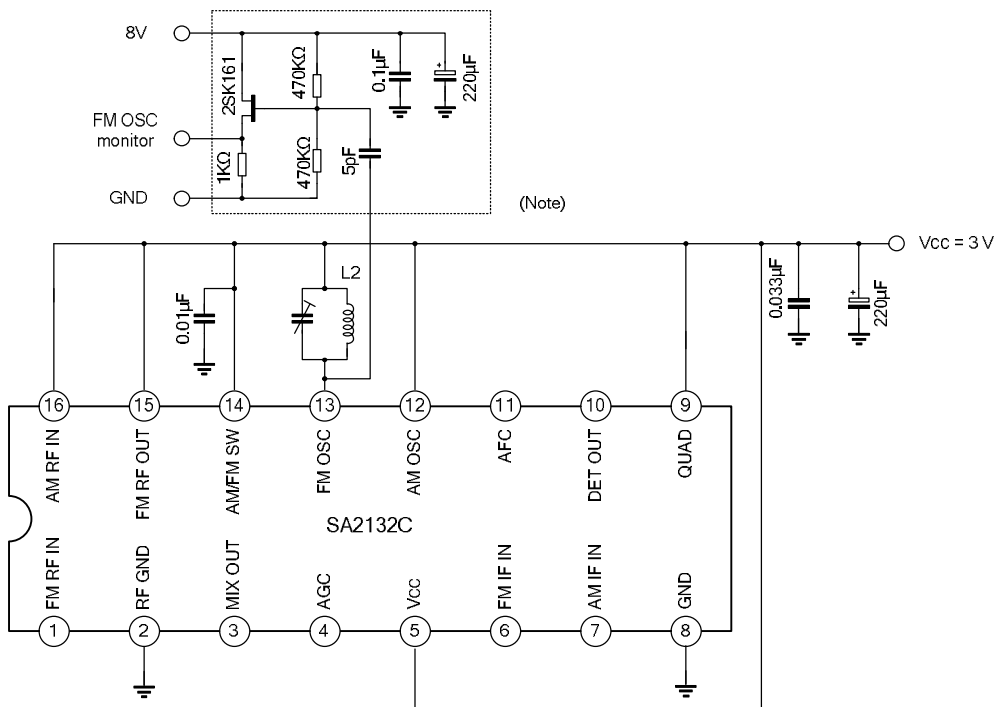 8V
FM OSC
monitor
GND
2SK161
1KΩ
470KΩ
470KΩ
5pF
0.1µF
220µF
+
(Note)
Vcc = 3 V
0.01µF
L2
0.033µF
220µF
+
16
15
14
13
12
11
10
9
AM RF IN
FM RF OUT
AM/FM SW
FM OSC
AM OSC
AFC
DET OUT
QUAD
SA2132C
FM RF IN
RF GND
MIX OUT
AGC
Vcc
FM IF IN
AM IF IN
GND
1
2
3
4
5
6
7
8